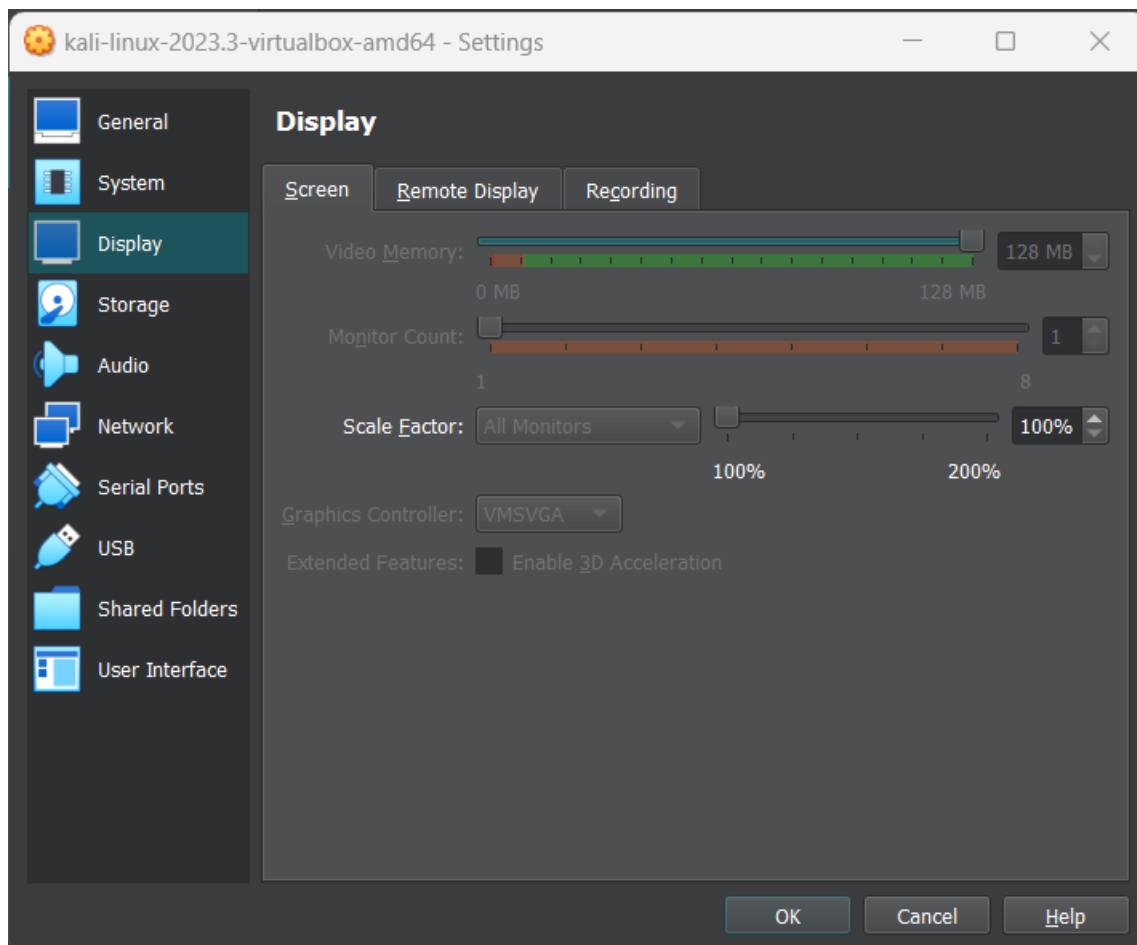 kali-linux-2023.3-virtualbox-amd64 - Settings
General
System
Display
Storage
Audio
Network
Serial Ports
USB
Shared Folders
User Interface
Display
Screen
Remote Display
Recording
Video Memory:
128 MB
0 MB
128 MB
Monitor Count:
1
1
8
Scale Factor:
All Monitors
100%
100%
200%
Graphics Controller:
VMSVGA
Extended Features:
Enable 3D Acceleration
OK
Cancel
Help